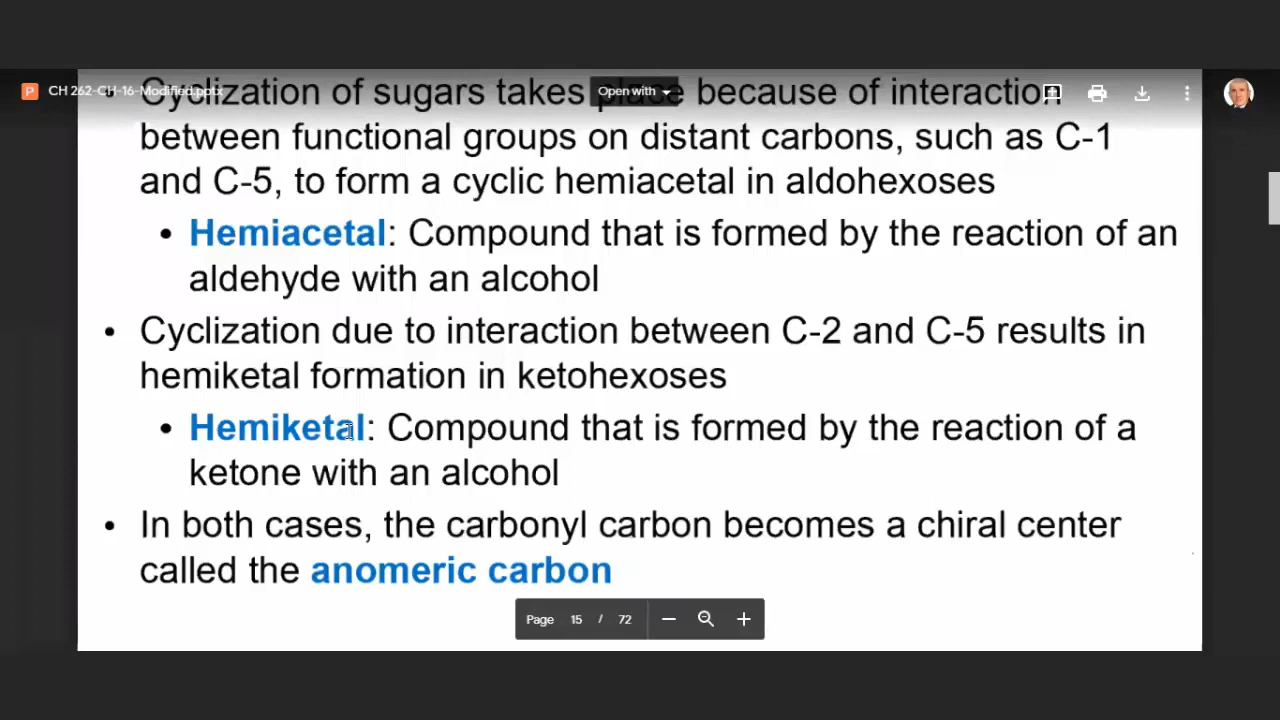 CH 262-CH-16-Modified.pptx
Open with
• Cyclization of sugars takes place because of interaction
between functional groups on distant carbons, such as C-1
and C-5, to form a cyclic hemiacetal in aldohexoses
• Hemiacetal: Compound that is formed by the reaction of an
aldehyde with an alcohol
• Cyclization due to interaction between C-2 and C-5 results in
hemiketal formation in ketohexoses
• Hemiketal: Compound that is formed by the reaction of a
ketone with an alcohol
• In both cases, the carbonyl carbon becomes a chiral center
called the anomeric carbon
Page 15 / 72